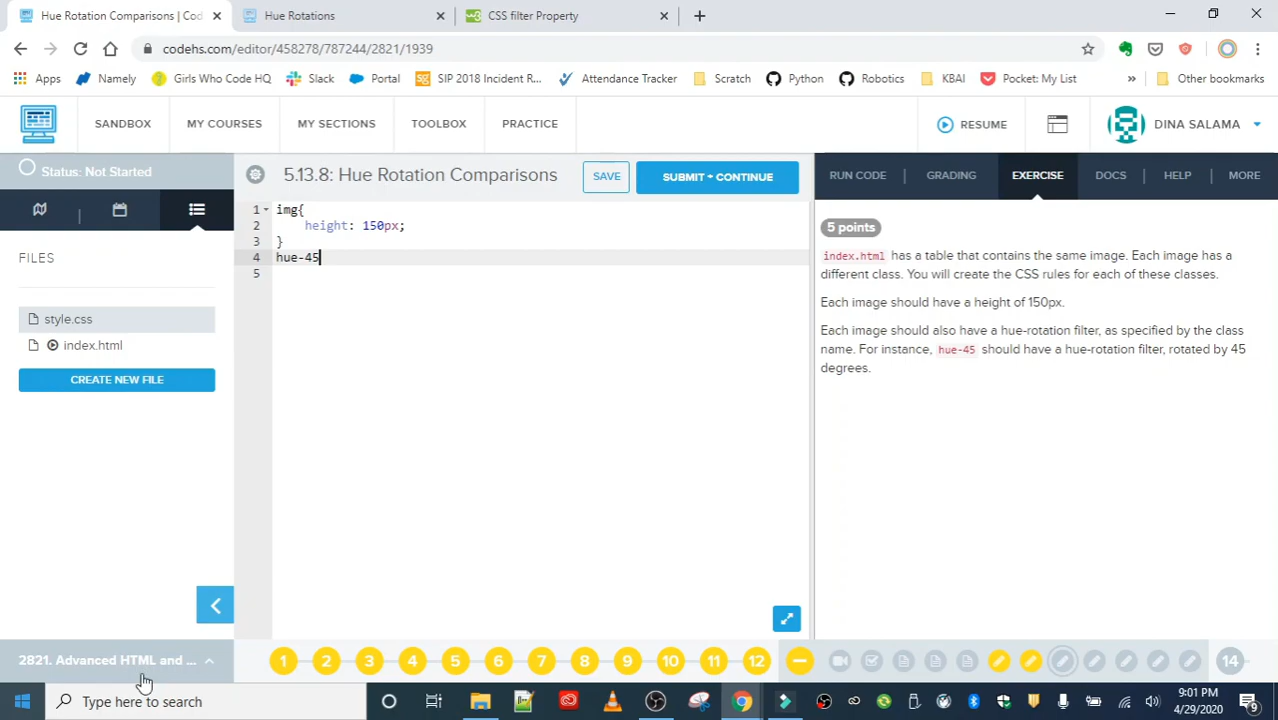 Hue Rotation Comparisons | Cod
Hue Rotations
CSS filter Property
codehs.com/editor/458278/787244/2821/1939
Apps
Namely
Girls Who Code HQ
Slack
Portal
SIP 2018 Incident R...
Attendance Tracker
Scratch
Python
Robotics
KBAI
Pocket: My List
»
Other bookmarks
SANDBOX
MY COURSES
MY SECTIONS
TOOLBOX
PRACTICE
RESUME
DINA SALAMA
Status: Not Started
5.13.8: Hue Rotation Comparisons
SAVE
SUBMIT + CONTINUE
RUN CODE
GRADING
EXERCISE
DOCS
HELP
MORE
FILES
style.css
index.html
CREATE NEW FILE
1 img{
2 height: 150px;
3 }
4 hue-45
5
5 points
index.html has a table that contains the same image. Each image has a
different class. You will create the CSS rules for each of these classes.
Each image should have a height of 150px.
Each image should also have a hue-rotation filter, as specified by the class
name. For instance, hue-45 should have a hue-rotation filter, rotated by 45
degrees.
2821. Advanced HTML and ...
1 2 3 4 5 6 7 8 9 10 11 12 14
Type here to search
9:01 PM
4/29/2020
9